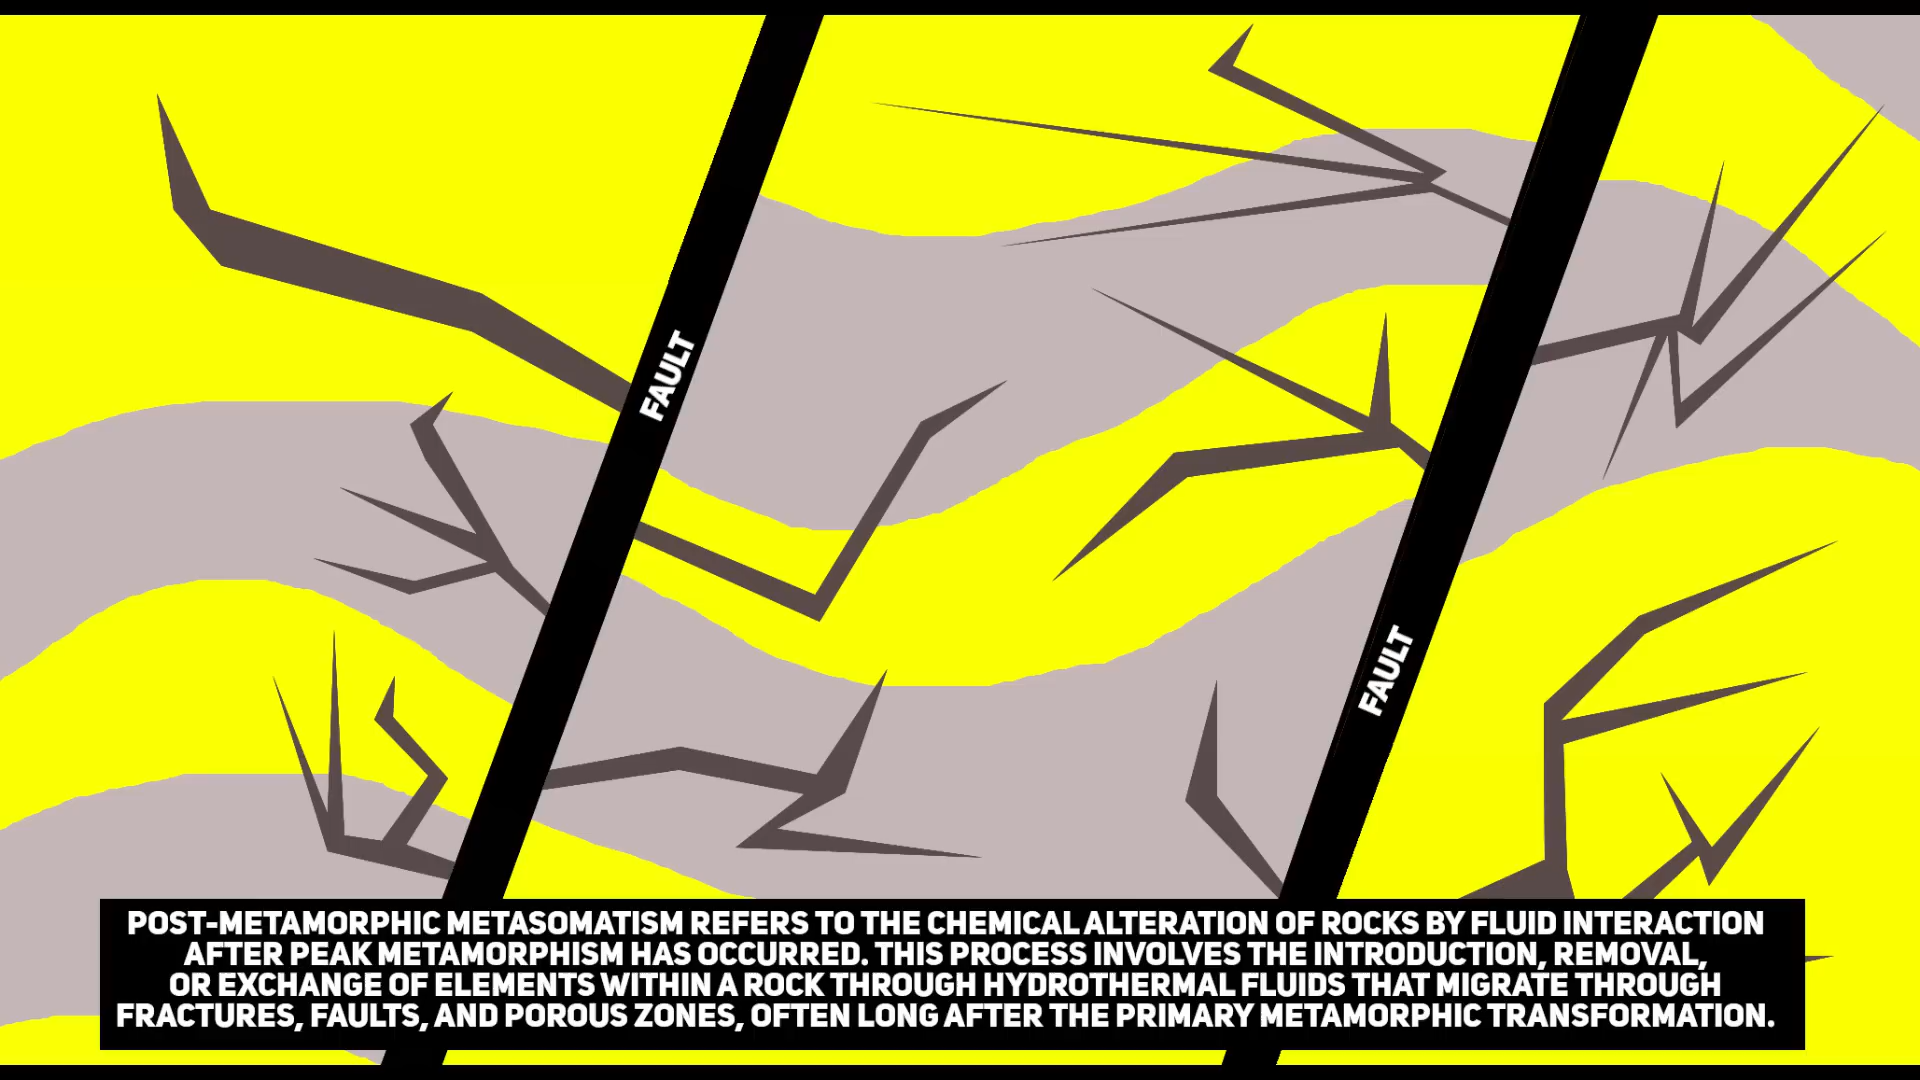 FAULT
FAULT
POST-METAMORPHIC METASOMATISM REFERS TO THE CHEMICAL ALTERATION OF ROCKS BY FLUID INTERACTION
AFTER PEAK METAMORPHISM HAS OCCURRED. THIS PROCESS INVOLVES THE INTRODUCTION, REMOVAL,
OR EXCHANGE OF ELEMENTS WITHIN A ROCK THROUGH HYDROTHERMAL FLUIDS THAT MIGRATE THROUGH
FRACTURES, FAULTS, AND POROUS ZONES, OFTEN LONG AFTER THE PRIMARY METAMORPHIC TRANSFORMATION.